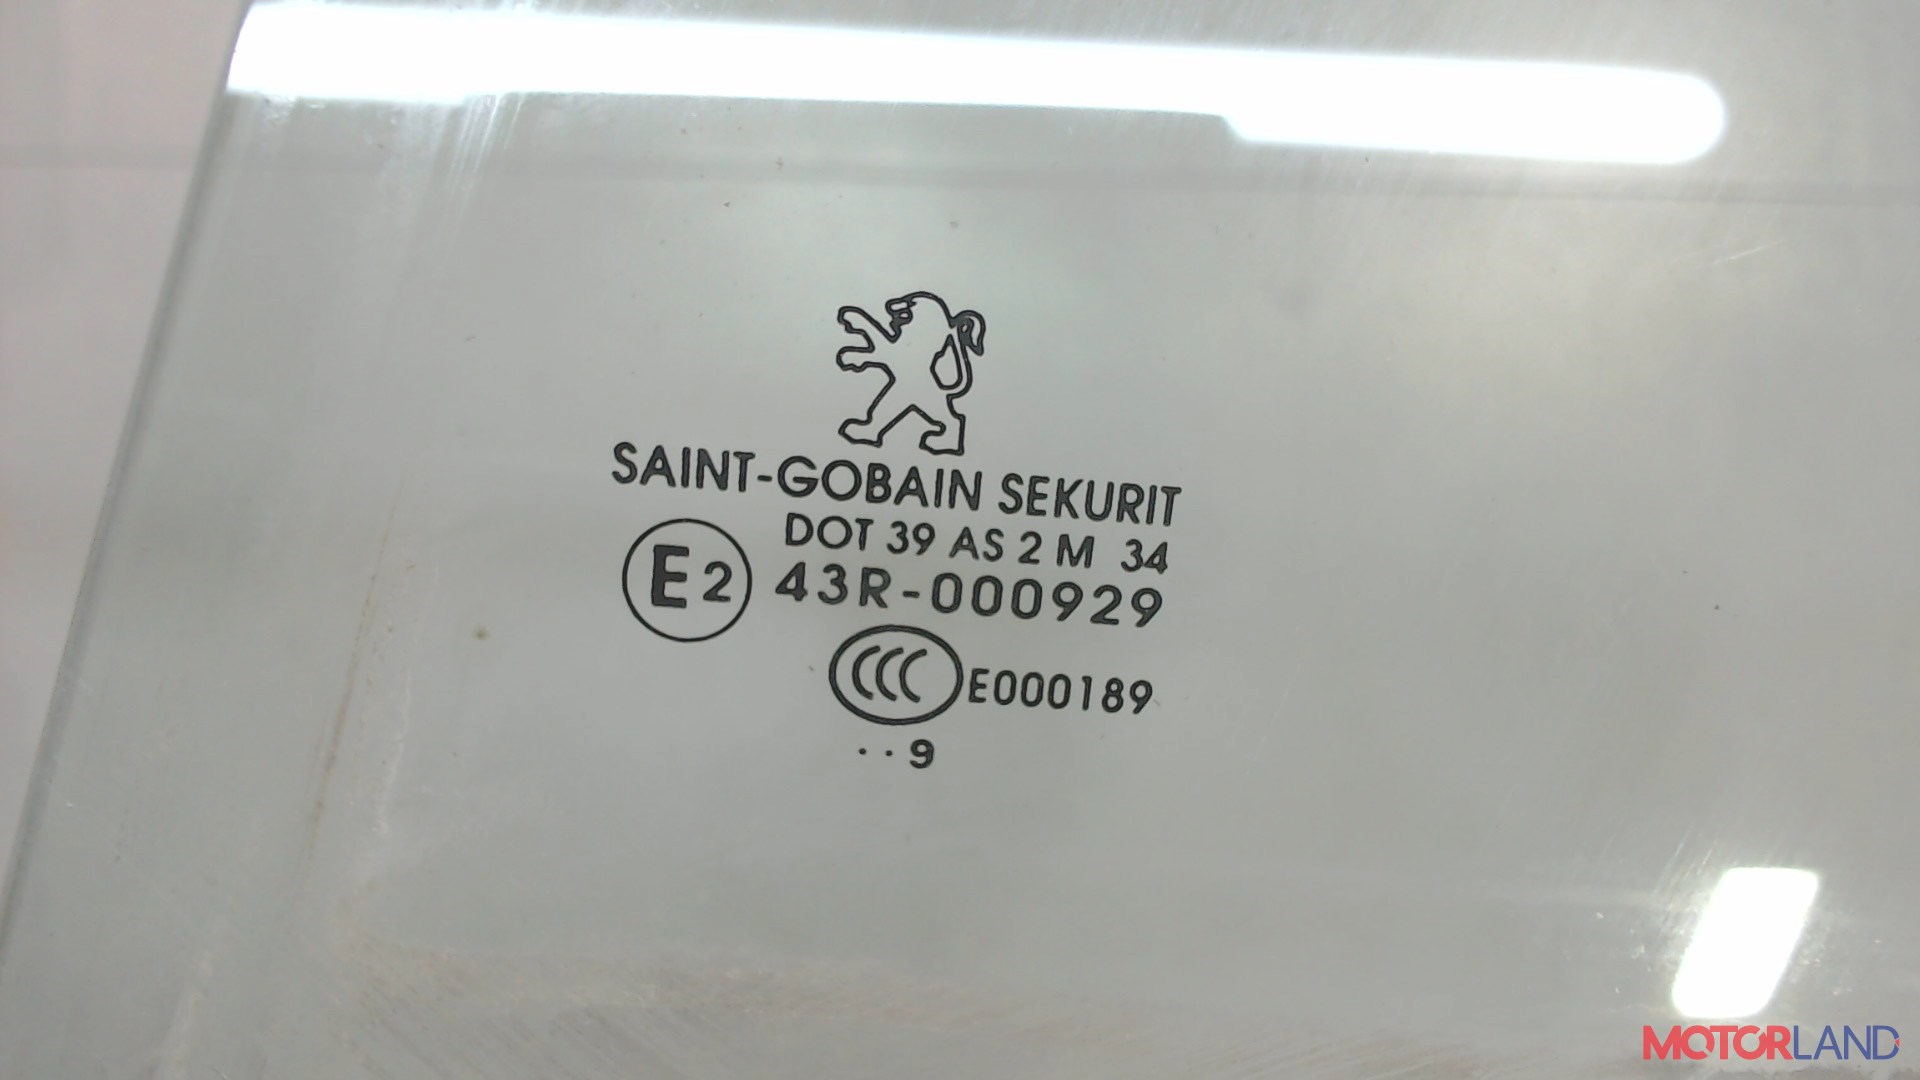 SAINT-GOBAIN SEKURIT
DOT 39 AS 2 M 34
E2 43R-000929
CCC E000189
..9
MOTORLAND